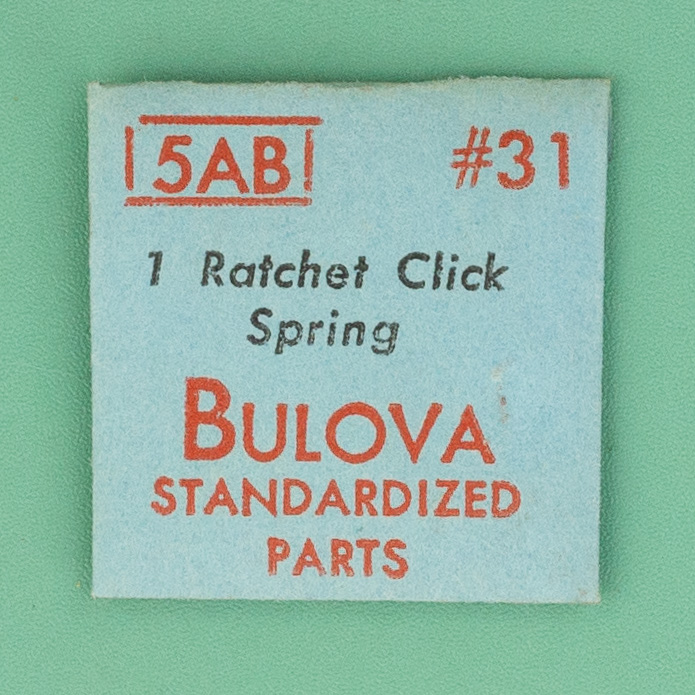 5AB #31
1 Ratchet Click
Spring
BULOVA
STANDARDIZED
PARTS